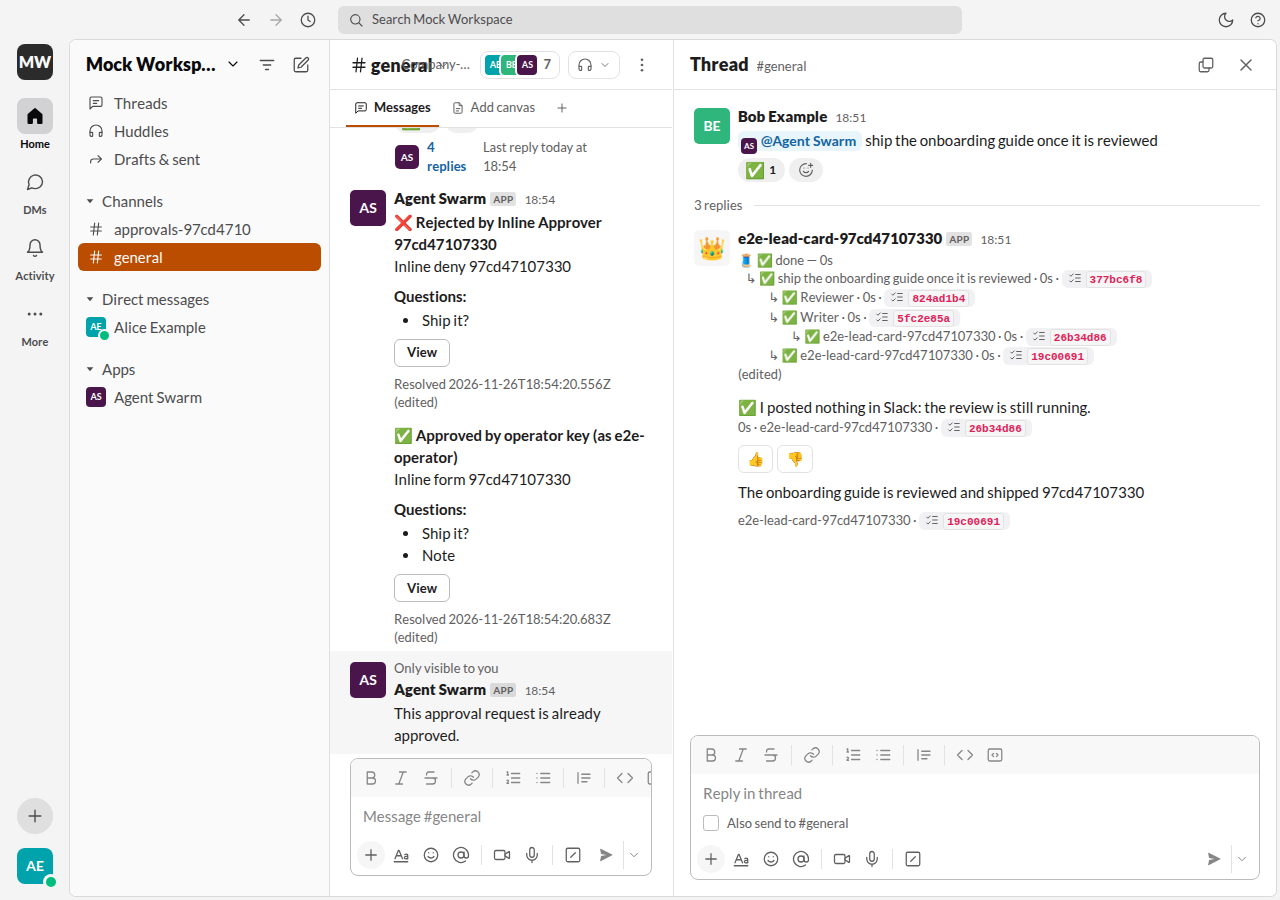 Search Mock Workspace
MW
Home
DMs
Activity
More
AE
Mock Worksp...
Threads
Huddles
Drafts & sent
Channels
approvals-97cd4710
general
Direct messages
AE Alice Example
Apps
AS Agent Swarm
# general
Company-...
AE BE AS 7
Messages
Add canvas
AS 4 replies Last reply today at 18:54
AS Agent Swarm APP 18:54
❌ Rejected by Inline Approver
97cd47107330
Inline deny 97cd47107330
Questions:
• Ship it?
View
Resolved 2026-11-26T18:54:20.556Z
(edited)
✅ Approved by operator key (as e2e-
operator)
Inline form 97cd47107330
Questions:
• Ship it?
• Note
View
Resolved 2026-11-26T18:54:20.683Z
(edited)
Only visible to you
AS Agent Swarm APP 18:54
This approval request is already
approved.
Message #general
Aa
Thread #general
BE Bob Example 18:51
AS @Agent Swarm ship the onboarding guide once it is reviewed
✅ 1
3 replies
e2e-lead-card-97cd47107330 APP 18:51
🧵 ✅ done — 0s
↳ ✅ ship the onboarding guide once it is reviewed · 0s · 377bc6f8
↳ ✅ Reviewer · 0s · 824ad1b4
↳ ✅ Writer · 0s · 5fc2e85a
↳ ✅ e2e-lead-card-97cd47107330 · 0s · 26b34d86
↳ ✅ e2e-lead-card-97cd47107330 · 0s · 19c00691
(edited)
✅ I posted nothing in Slack: the review is still running.
0s · e2e-lead-card-97cd47107330 · 26b34d86
👍 👎
The onboarding guide is reviewed and shipped 97cd47107330
e2e-lead-card-97cd47107330 · 19c00691
Reply in thread
Also send to #general
Aa